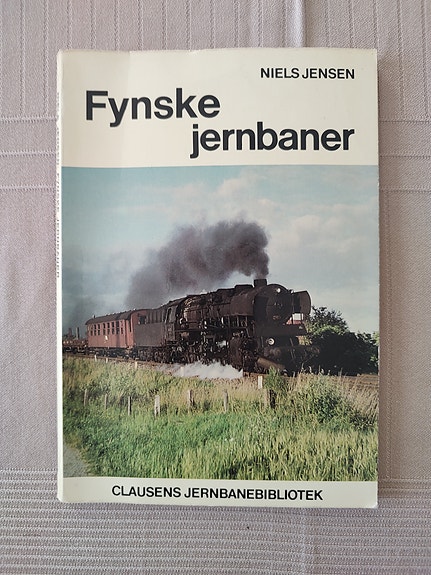 NIELS JENSEN
Fynske
jernbaner
CLAUSENS JERNBANEBIBLIOTEK